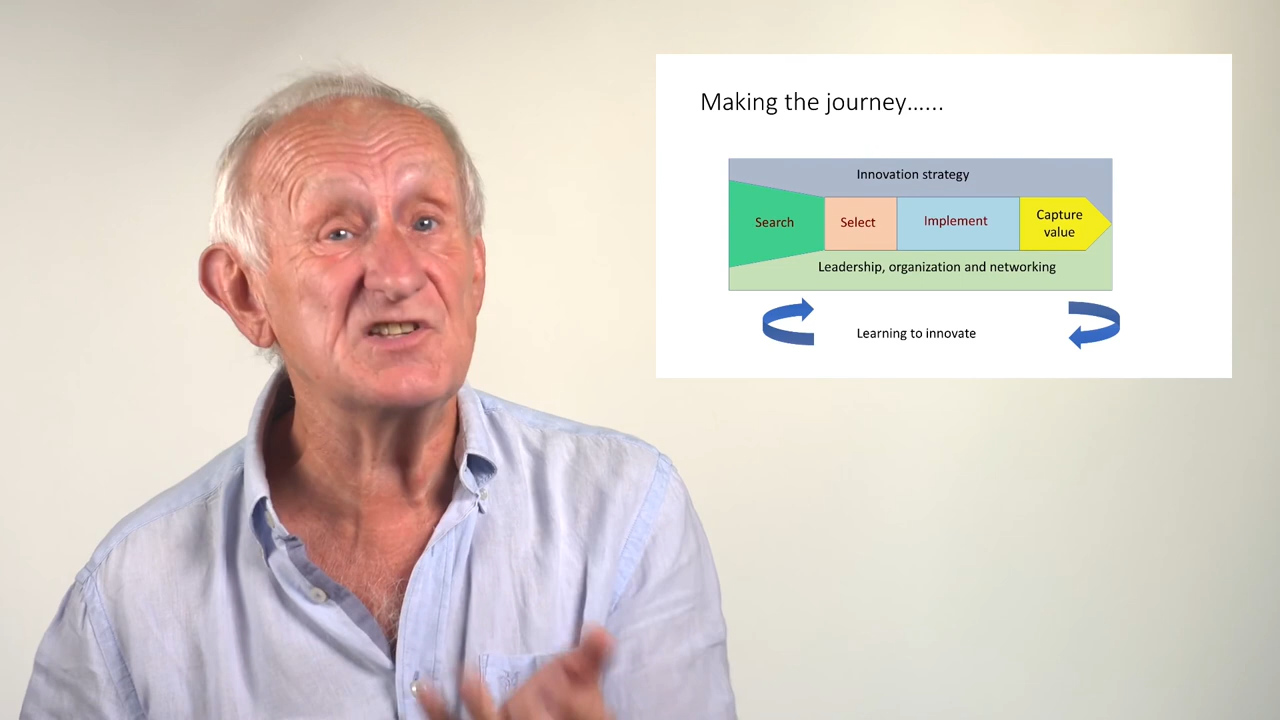 Making the journey......
Innovation strategy
Search
Select
Implement
Capture
value
Leadership, organization and networking
Learning to innovate